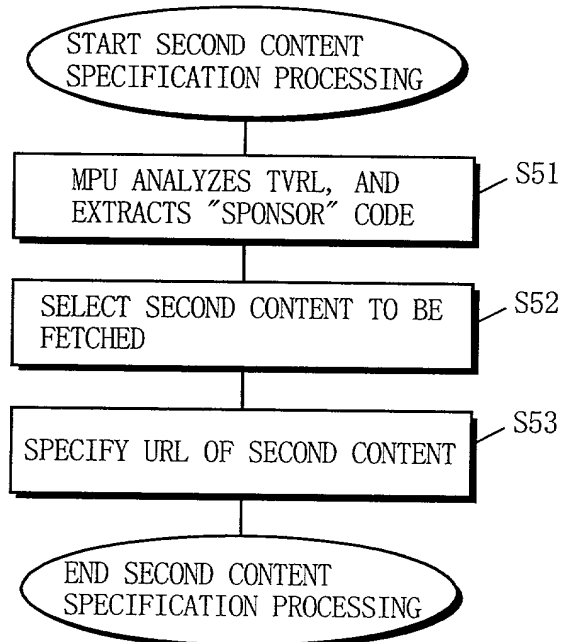 START SECOND CONTENT
SPECIFICATION PROCESSING
MPU ANALYZES TVRL, AND
EXTRACTS "SPONSOR" CODE
S51
SELECT SECOND CONTENT TO BE
FETCHED
S52
SPECIFY URL OF SECOND CONTENT
S53
END SECOND CONTENT
SPECIFICATION PROCESSING